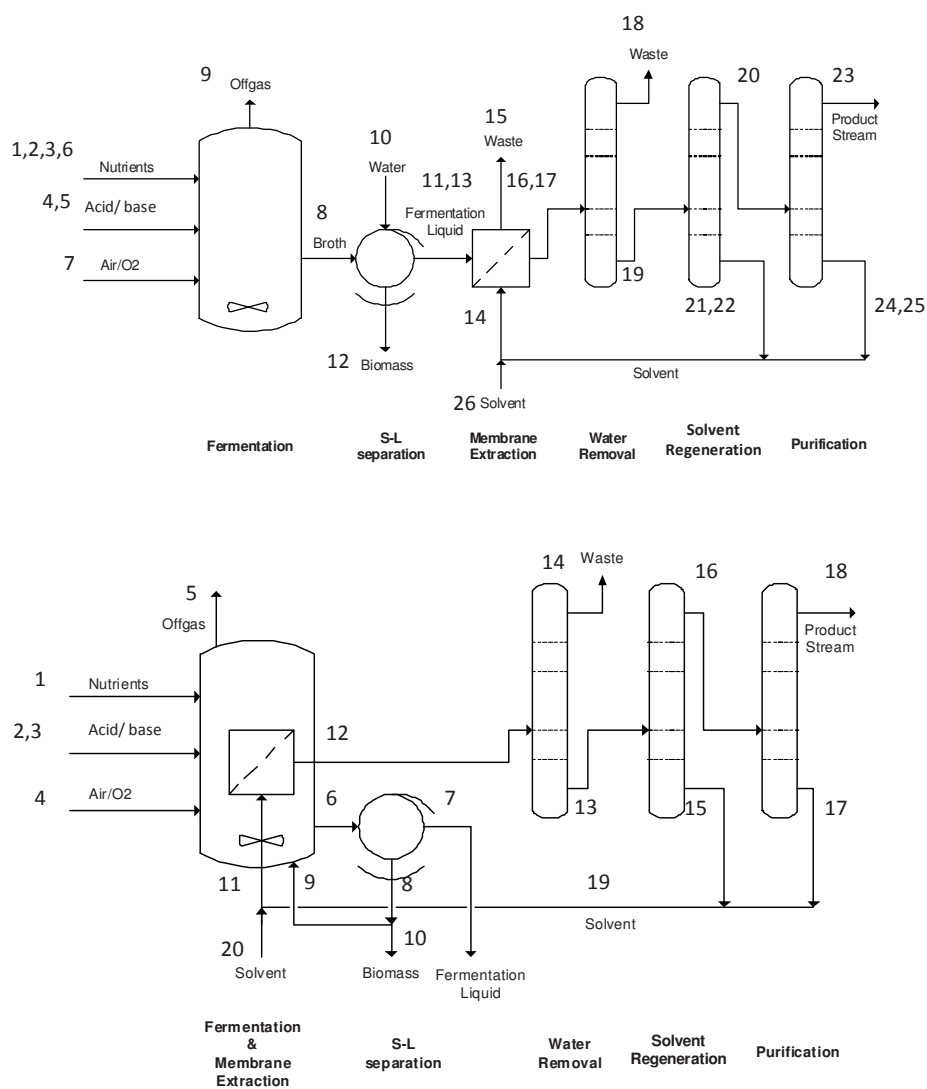 18
Waste
9
Offgas
20
23
Product
Stream
15
Waste
10
Water
1,2,3,6
Nutrients
11,13
16,17
4,5
Acid/ base
8
Broth
Fermentation
Liquid
7
Air/O2
19
14
21,22
24,25
12
Biomass
Solvent
26
Solvent
Fermentation
S-L
separation
Membrane
Extraction
Water
Removal
Solvent
Regeneration
Purification
14
Waste
16
18
Product
Stream
5
Offgas
1
Nutrients
2,3
Acid/ base
12
4
Air/O2
6
7
13
15
17
11
9
8
19
Solvent
10
20
Solvent
Biomass
Fermentation
Liquid
Fermentation
&
Membrane
Extraction
S-L
separation
Water
Removal
Solvent
Regeneration
Purification